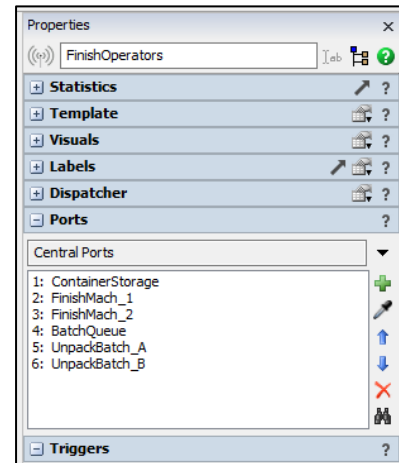 Properties
FinishOperators
Statistics
?
Template
?
Visuals
?
Labels
?
Dispatcher
?
Ports
?
Central Ports
1: ContainerStorage
2: FinishMach_1
3: FinishMach_2
4: BatchQueue
5: UnpackBatch_A
6: UnpackBatch_B
Triggers
?